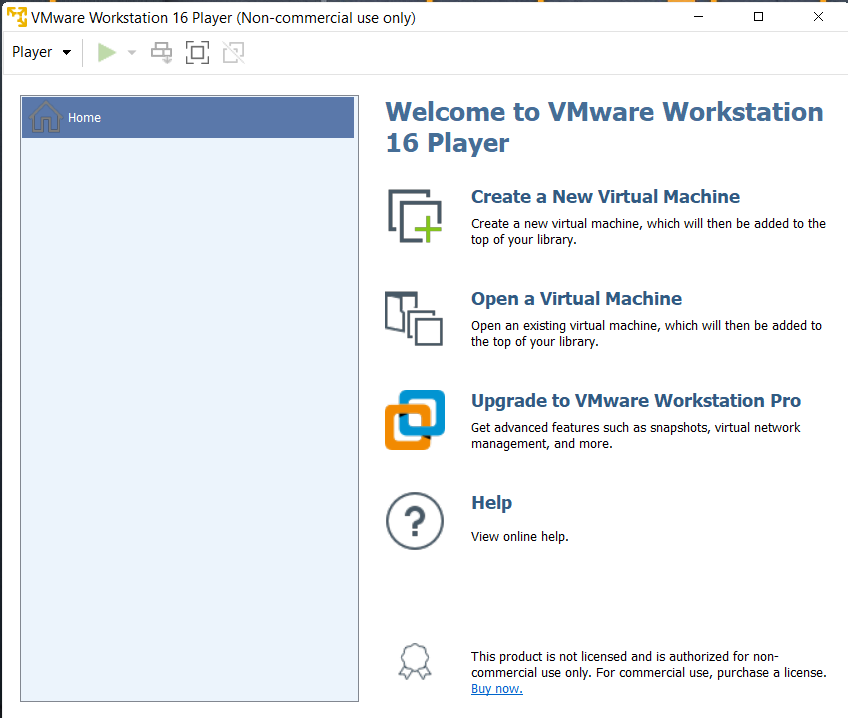 VMware Workstation 16 Player (Non-commercial use only)
Player
Home
Welcome to VMware Workstation
16 Player
Create a New Virtual Machine
Create a new virtual machine, which will then be added to the
top of your library.
Open a Virtual Machine
Open an existing virtual machine, which will then be added to
the top of your library.
Upgrade to VMware Workstation Pro
Get advanced features such as snapshots, virtual network
management, and more.
Help
View online help.
This product is not licensed and is authorized for non-
commercial use only. For commercial use, purchase a license.
Buy now.